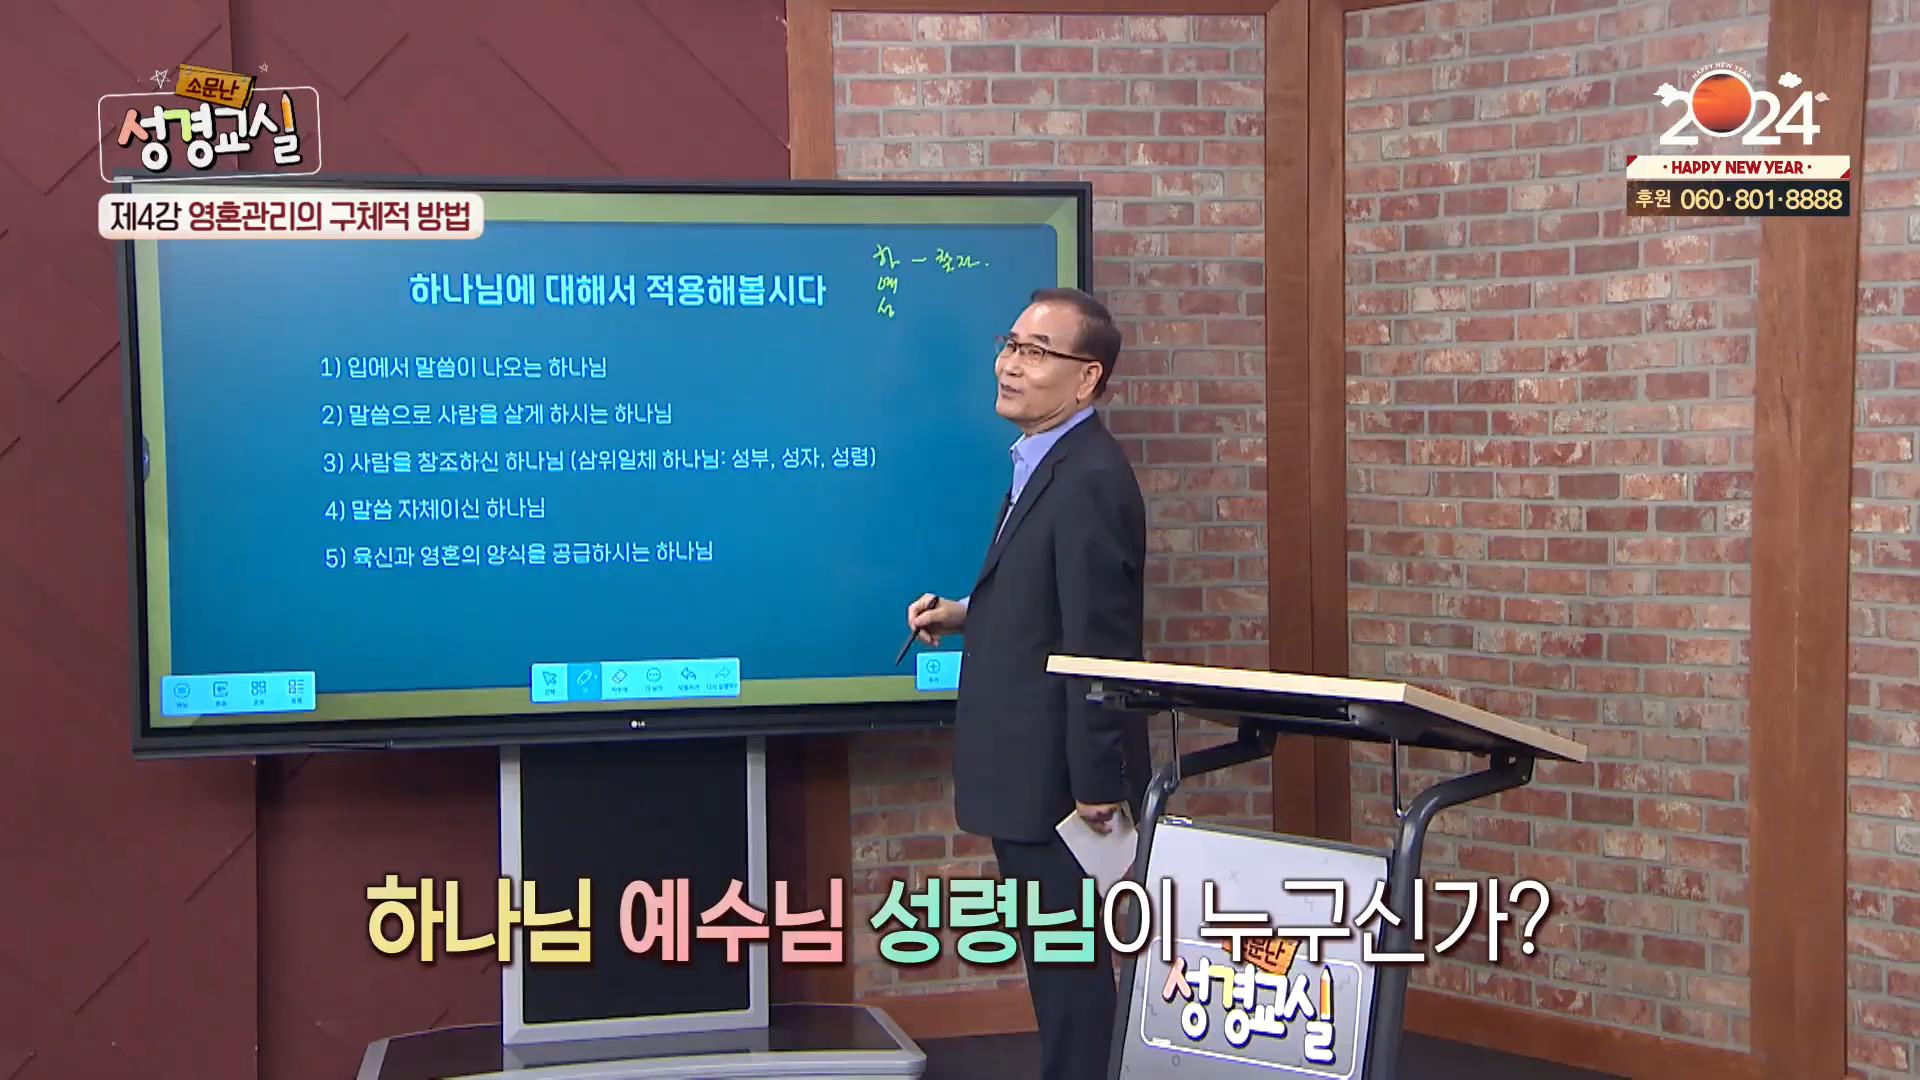 소문난
성경교실
제4강 영혼관리의 구체적 방법
HAPPY NEW YEAR
2024
· HAPPY NEW YEAR ·
후원 060·801·8888
하나님에 대해서 적용해봅시다
하 -
예
성
1) 입에서 말씀이 나오는 하나님
2) 말씀으로 사람을 살게 하시는 하나님
3) 사람을 창조하신 하나님 (삼위일체 하나님: 성부, 성자, 성령)
4) 말씀 자체이신 하나님
5) 육신과 영혼의 양식을 공급하시는 하나님
LG
하나님 예수님 성령님이 누구신가?
소문난
성경교실